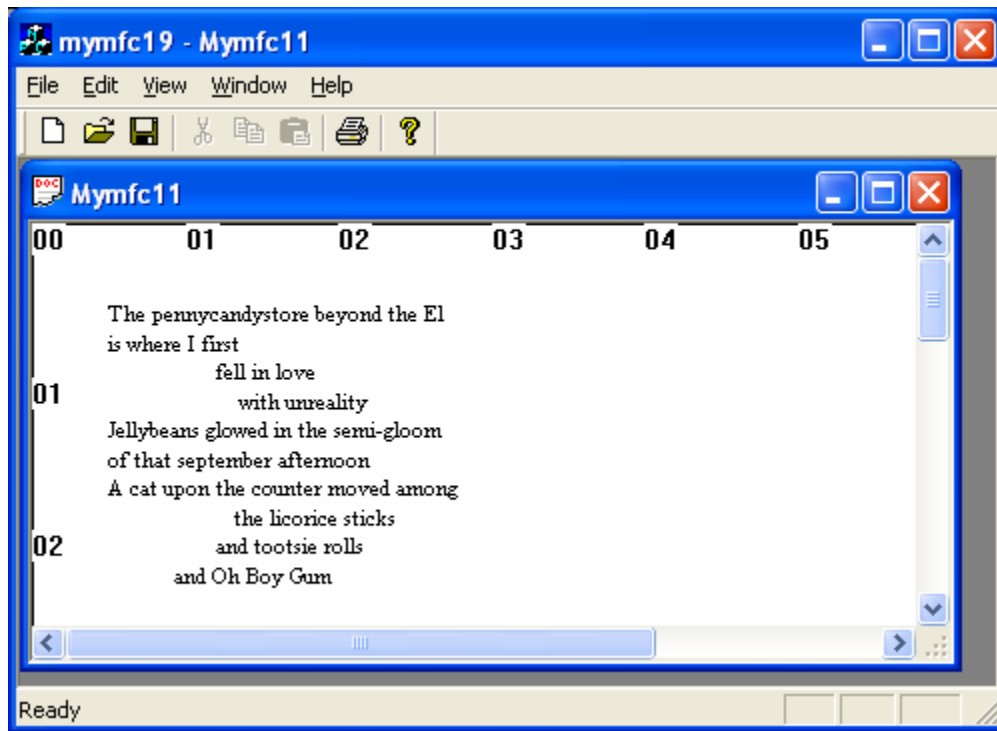 mymfc19 - Mymfc11
File Edit View Window Help
Mymfc11
00 01 02 03 04 05
The pennycandystore beyond the El
is where I first
fell in love
01
with unreality
Jellybeans glowed in the semi-gloom
of that september afternoon
A cat upon the counter moved among
the licorice sticks
02
and tootsie rolls
and Oh Boy Gum
Ready